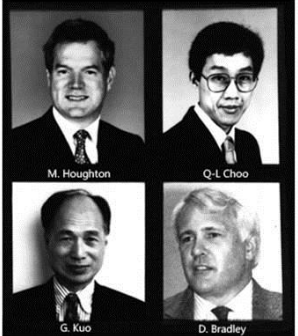 M. Houghton
Q-L Choo
G. Kuo
D. Bradley